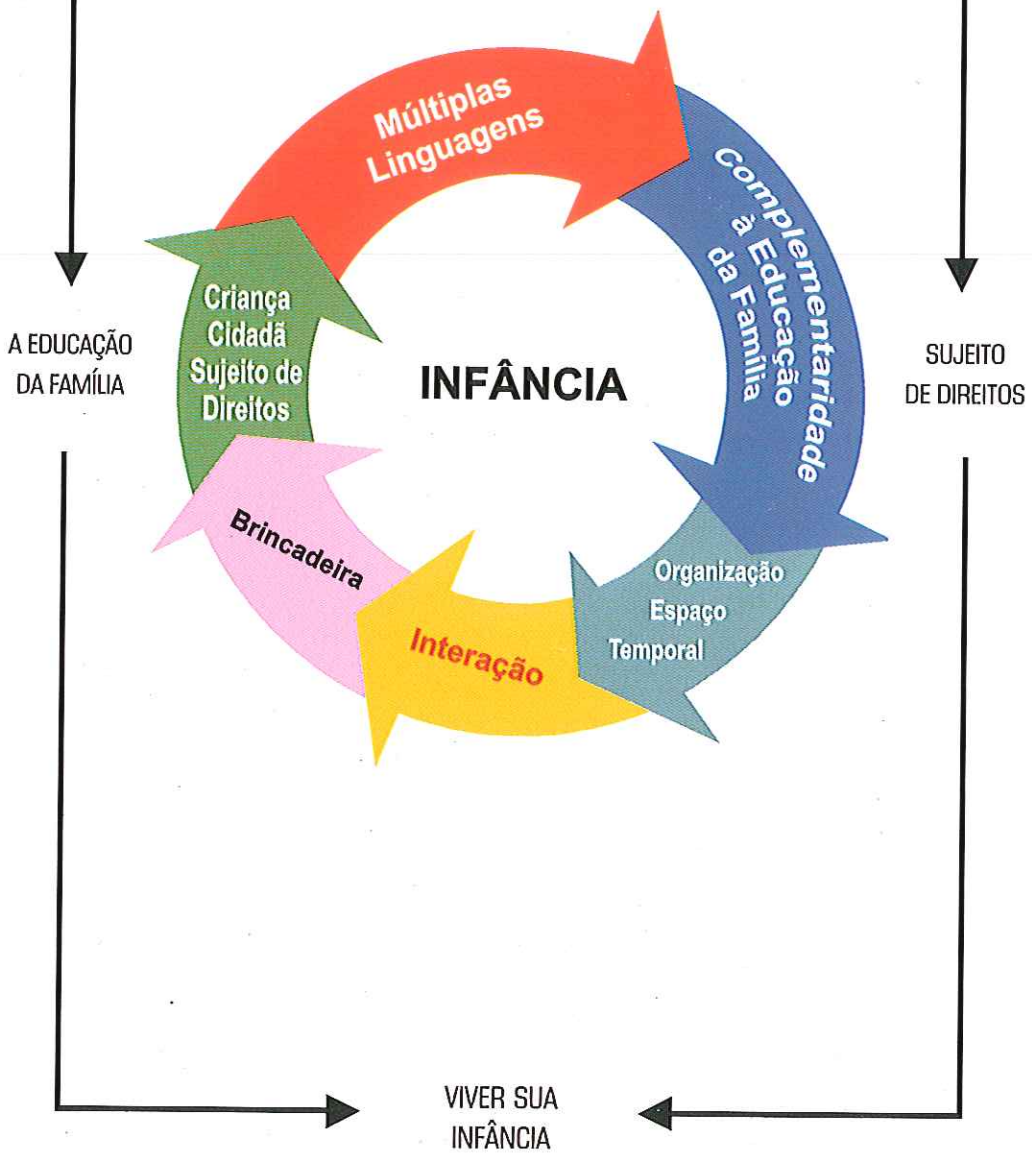 Múltiplas
Linguagens
Complementaridade
à Educação
da Família
Criança
Cidadã
Sujeito de
Direitos
A EDUCAÇÃO
DA FAMÍLIA
INFÂNCIA
SUJEITO
DE DIREITOS
Brincadeira
Interação
Organização
Espaço
Temporal
VIVER SUA
INFÂNCIA